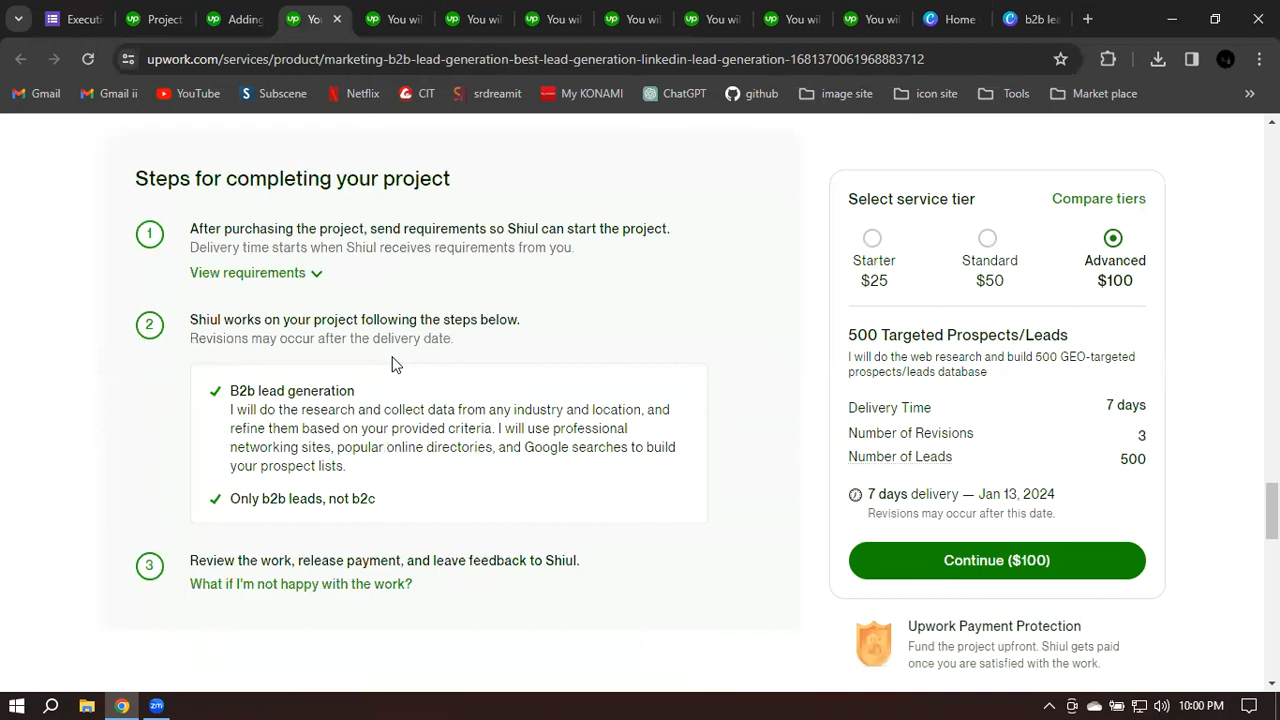 Executi
Project
Adding
You
You wil
You wil
You wil
You wil
You wil
You wil
You wil
Home
b2b lea
upwork.com/services/product/marketing-b2b-lead-generation-best-lead-generation-linkedin-lead-generation-1681370061968883712
Gmail
Gmail ii
YouTube
Subscene
Netflix
CIT
srdreamit
My KONAMI
ChatGPT
github
image site
icon site
Tools
Market place
Steps for completing your project
1
After purchasing the project, send requirements so Shiul can start the project.
Delivery time starts when Shiul receives requirements from you.
View requirements
2
Shiul works on your project following the steps below.
Revisions may occur after the delivery date.
B2b lead generation
I will do the research and collect data from any industry and location, and
refine them based on your provided criteria. I will use professional
networking sites, popular online directories, and Google searches to build
your prospect lists.
Only b2b leads, not b2c
3
Review the work, release payment, and leave feedback to Shiul.
What if I'm not happy with the work?
Select service tier
Compare tiers
Starter
$25
Standard
$50
Advanced
$100
500 Targeted Prospects/Leads
I will do the web research and build 500 GEO-targeted
prospects/leads database
Delivery Time 7 days
Number of Revisions 3
Number of Leads 500
7 days delivery — Jan 13, 2024
Revisions may occur after this date.
Continue ($100)
Upwork Payment Protection
Fund the project upfront. Shiul gets paid
once you are satisfied with the work.
zm
10:00 PM